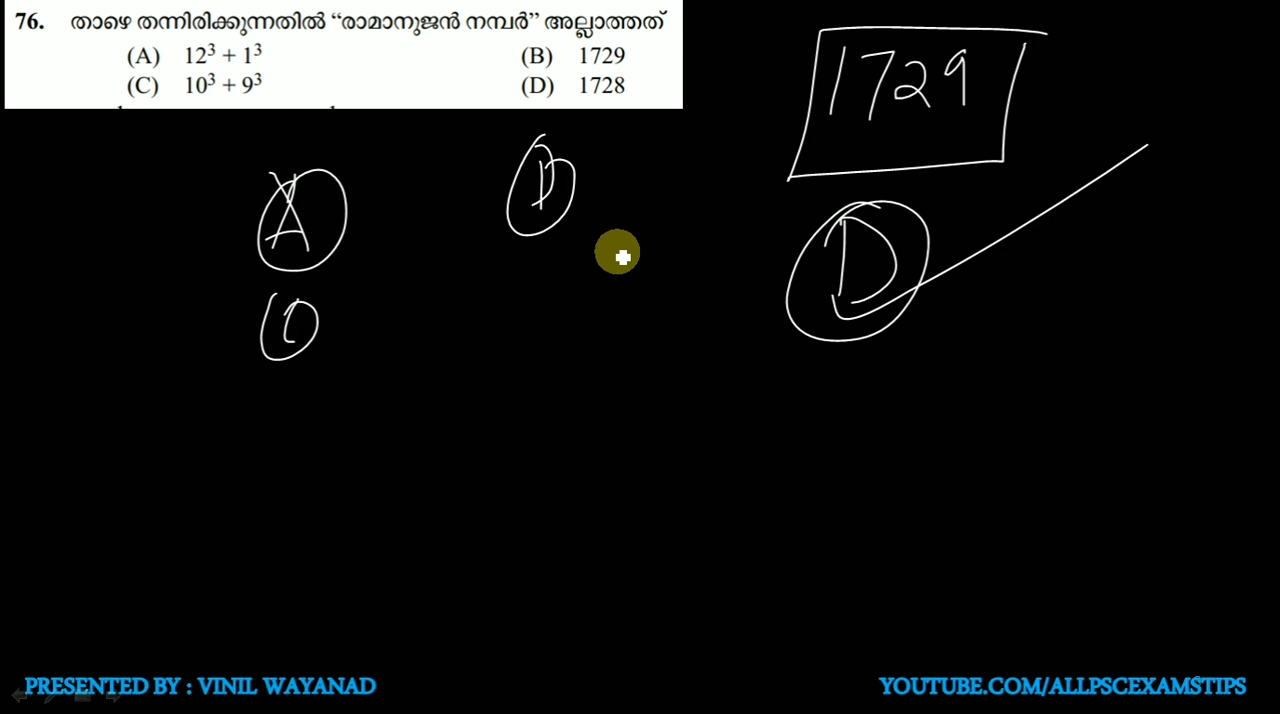 76. താഴെ തന്നിരിക്കുന്നതിൽ “രാമാനുജൻ നമ്പർ” അല്ലാത്തത്
(A) 12³ + 1³ (B) 1729
(C) 10³ + 9³ (D) 1728
1729
A
D
PRESENTED BY : VINIL WAYANAD
YOUTUBE.COM/ALLPSCEXAMSTIPS